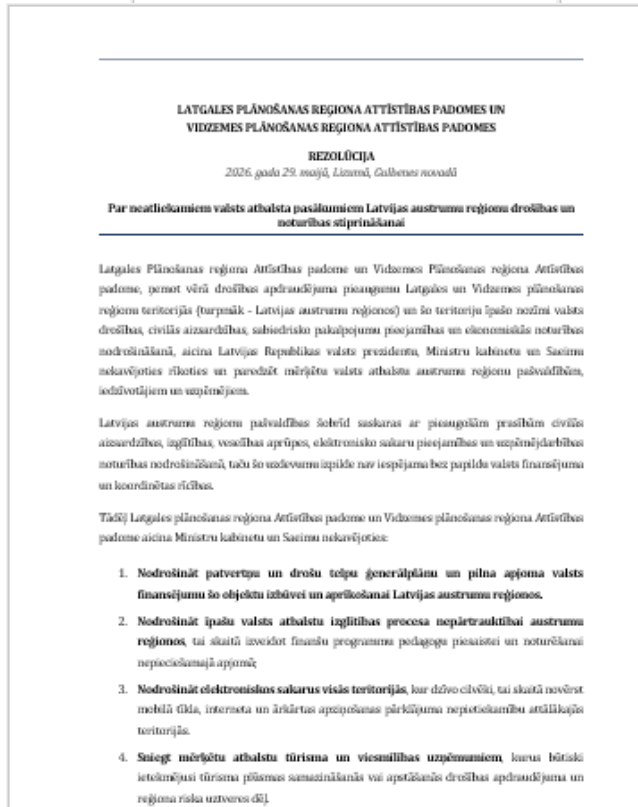 LATGALES PLĀNOŠANAS REĢIONA ATTĪSTĪBAS PADOMES UN
VIDZEMES PLĀNOŠANAS REĢIONA ATTĪSTĪBAS PADOMES
REZOLŪCIJA
2026. gada 29. maijā, Lizumā, Gulbenes novadā
Par neatliekamiem valsts atbalsta pasākumiem Latvijas austrumu reģionu drošības un
noturības stiprināšanai
Latgales Plānošanas reģiona Attīstības padome un Vidzemes Plānošanas reģiona Attīstības
padome, ņemot vērā drošības apdraudējuma pieaugumu Latgales un Vidzemes plānošanas
reģionu teritorijās (turpmāk - Latvijas austrumu reģionos) un šo teritoriju īpašo nozīmi valsts
drošības, civilās aizsardzības, sabiedrisko pakalpojumu pieejamības un ekonomiskās noturības
nodrošināšanā, aicina Latvijas Republikas valsts prezidentu, Ministru kabinetu un Saeimu
nekavējoties rīkoties un paredzēt mērķētu valsts atbalstu austrumu reģionu pašvaldībām,
iedzīvotājiem un uzņēmējiem.
Latvijas austrumu reģionu pašvaldības šobrīd saskaras ar pieaugošām prasībām civilās
aizsardzības, izglītības, veselības aprūpes, elektronisko sakaru pieejamības un uzņēmējdarbības
noturības nodrošināšanā, taču šo uzdevumu izpilde nav iespējama bez papildu valsts finansējuma
un koordinētas rīcības.
Tādēļ Latgales plānošanas reģiona Attīstības padome un Vidzemes plānošanas reģiona Attīstības
padome aicina Ministru kabinetu un Saeimu nekavējoties:
1. Nodrošināt patvertņu un drošu telpu ģenerālplānu un pilna apjoma valsts
finansējumu šo objektu izbūvei un aprīkošanai Latvijas austrumu reģionos.
2. Nodrošināt īpašu valsts atbalstu izglītības procesa nepārtrauktībai austrumu
reģionos, tai skaitā izveidot finanšu programmu pedagogu piesaistei un noturēšanai
nepieciešamajā apjomā;
3. Nodrošināt elektroniskos sakarus visās teritorijās, kur dzīvo cilvēki, tai skaitā novērst
mobilā tīkla, interneta un ārkārtas apziņošanas pārklājuma nepietiekamību attālākajās
teritorijās.
4. Sniegt mērķētu atbalstu tūrisma un viesmīlības uzņēmumiem, kurus būtiski
ietekmējusi tūrisma plūsmas samazināšanās vai apstāšanās drošības apdraudējuma un
reģiona riska uztveres dēļ.